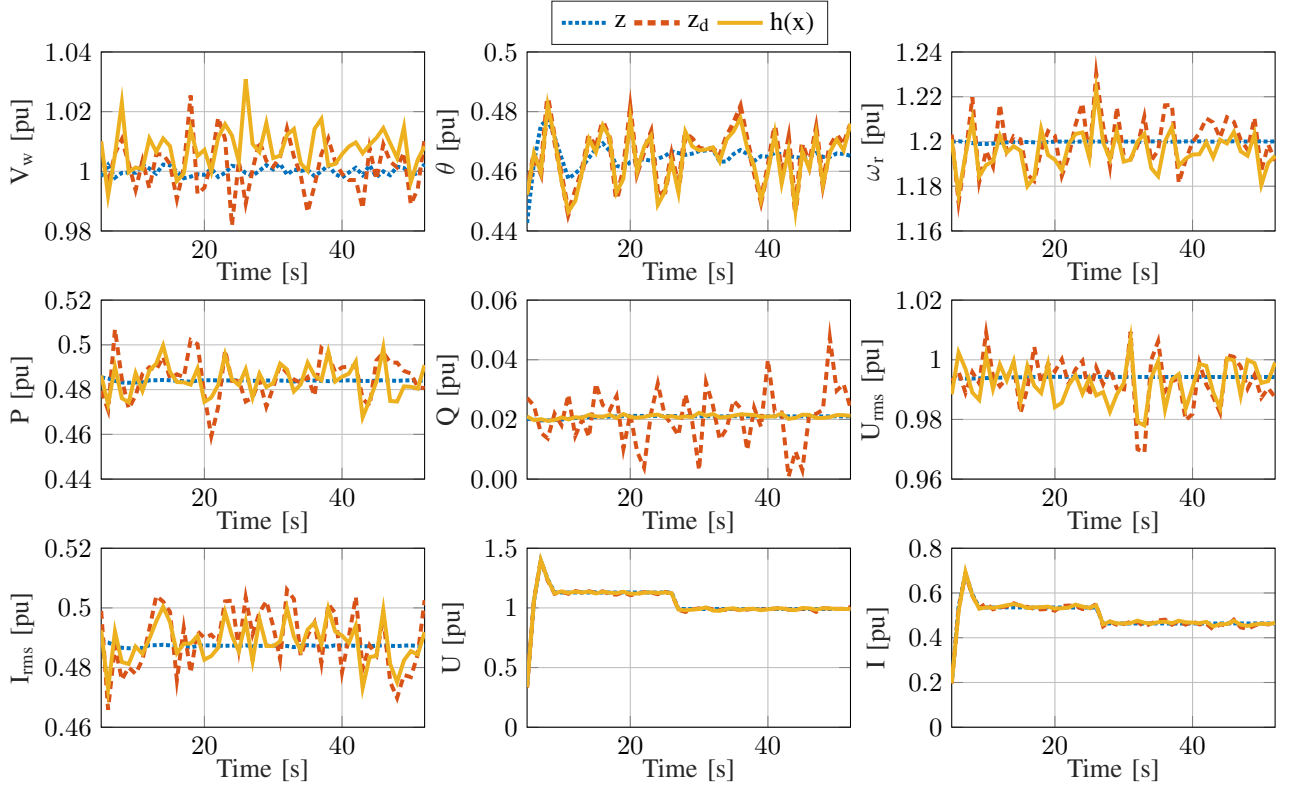 z z_d h(x)
1.04
1.02
1
0.98
V_w [pu]
20 40
Time [s]
0.5
0.48
0.46
0.44
θ [pu]
20 40
Time [s]
1.24
1.22
1.2
1.18
1.16
ω_r [pu]
20 40
Time [s]
0.52
0.5
0.48
0.46
0.44
P [pu]
20 40
Time [s]
0.06
0.04
0.02
0.00
Q [pu]
20 40
Time [s]
1.02
1
0.98
0.96
U_rms [pu]
20 40
Time [s]
0.52
0.5
0.48
0.46
I_rms [pu]
20 40
Time [s]
1.5
1
0.5
0
U [pu]
20 40
Time [s]
0.8
0.6
0.4
0.2
0
I [pu]
20 40
Time [s]